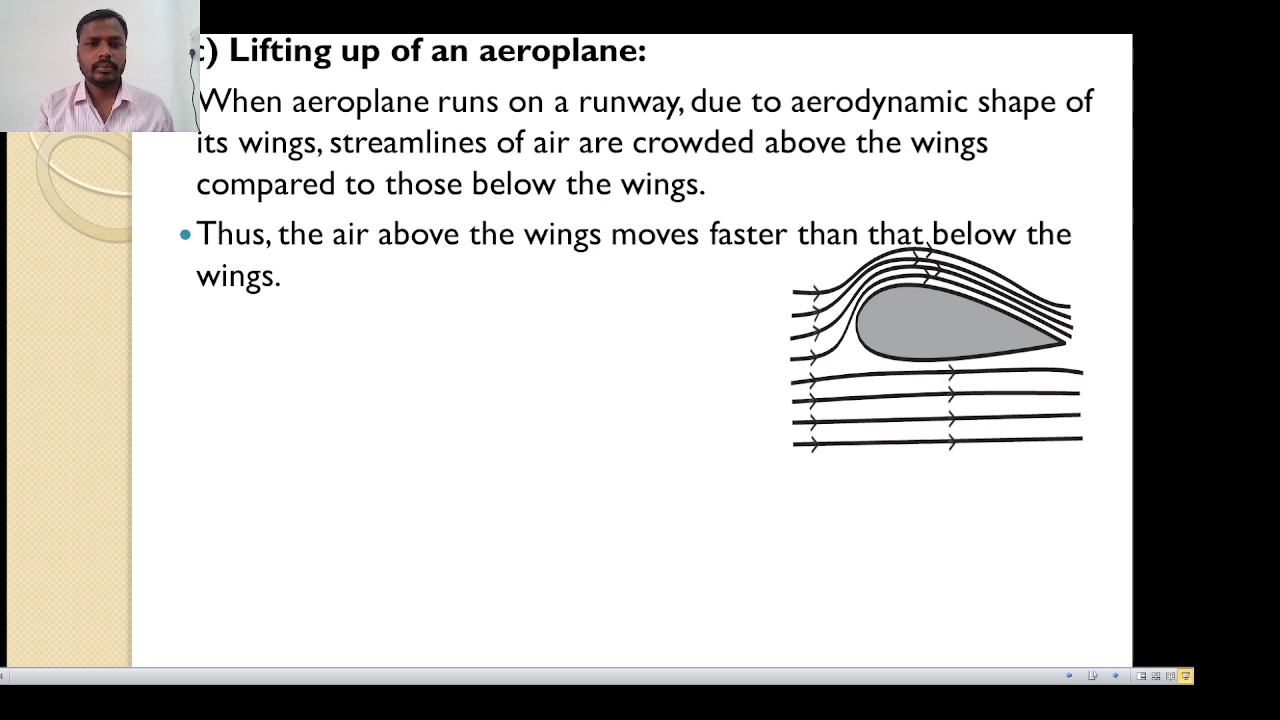 c) Lifting up of an aeroplane:
When aeroplane runs on a runway, due to aerodynamic shape of
its wings, streamlines of air are crowded above the wings
compared to those below the wings.
• Thus, the air above the wings moves faster than that below the
wings.